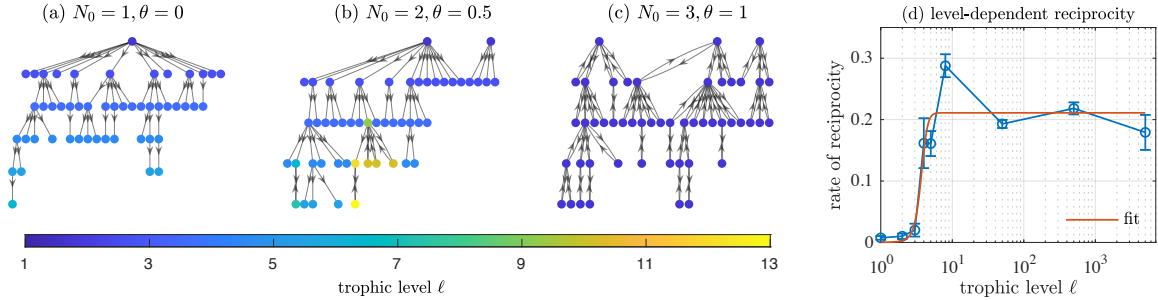 (a) N₀ = 1, θ = 0
(b) N₀ = 2, θ = 0.5
(c) N₀ = 3, θ = 1
1 3 5 7 9 11 13
trophic level ℓ
(d) level-dependent reciprocity
rate of reciprocity
0.3
0.2
0.1
0
fit
10⁰ 10¹ 10² 10³
trophic level ℓ